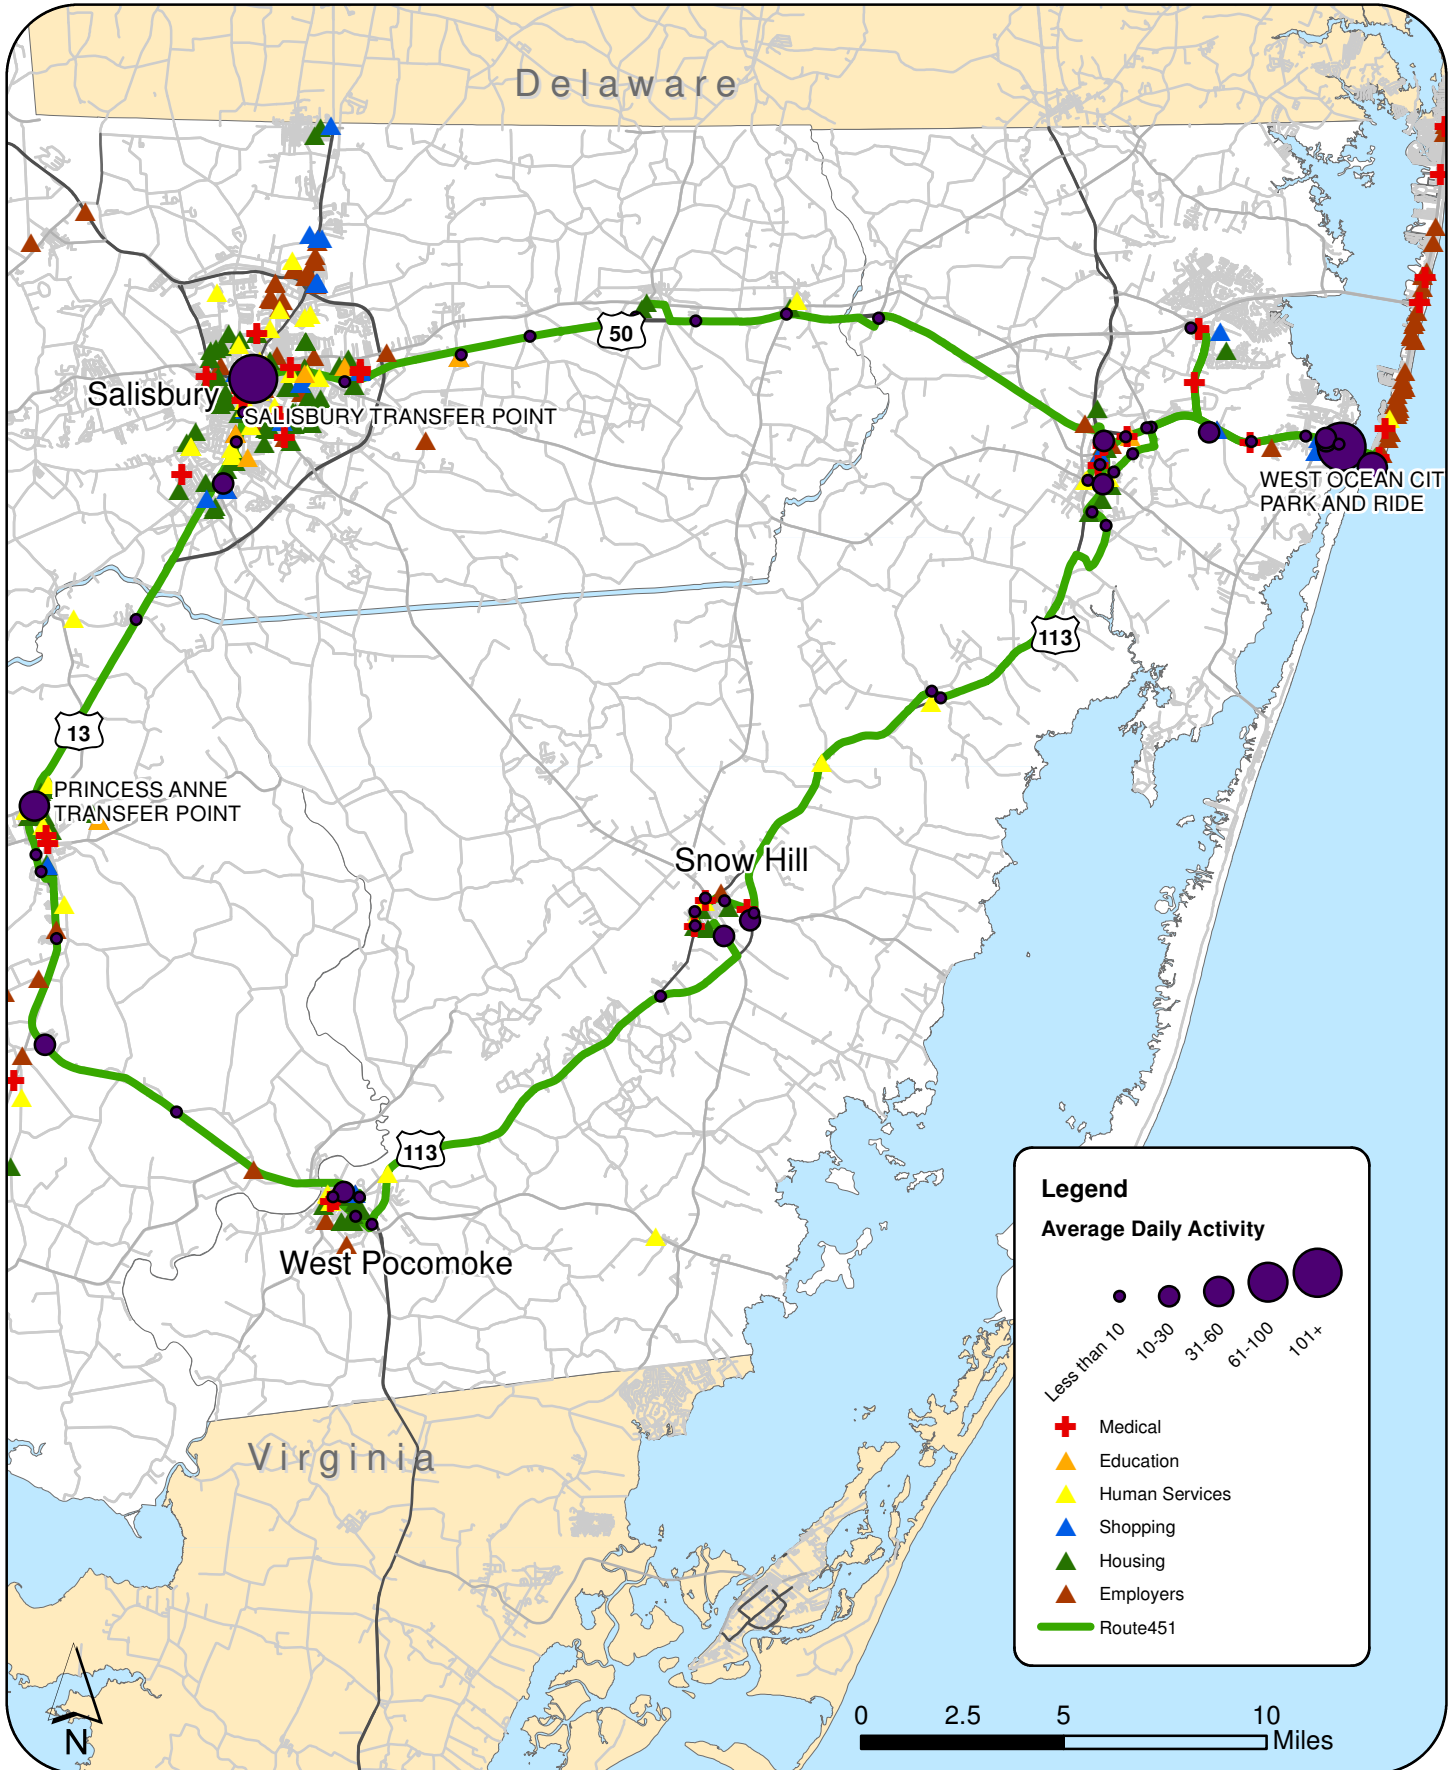 Delaware
50
Salisbury
SALISBURY TRANSFER POINT
WEST OCEAN CIT
PARK AND RIDE
113
13
PRINCESS ANNE
TRANSFER POINT
Snow Hill
113
West Pocomoke
Virginia
Legend
Average Daily Activity
Less than 10
10-30
31-60
61-100
101+
Medical
Education
Human Services
Shopping
Housing
Employers
Route451
N
0 2.5 5 10
Miles